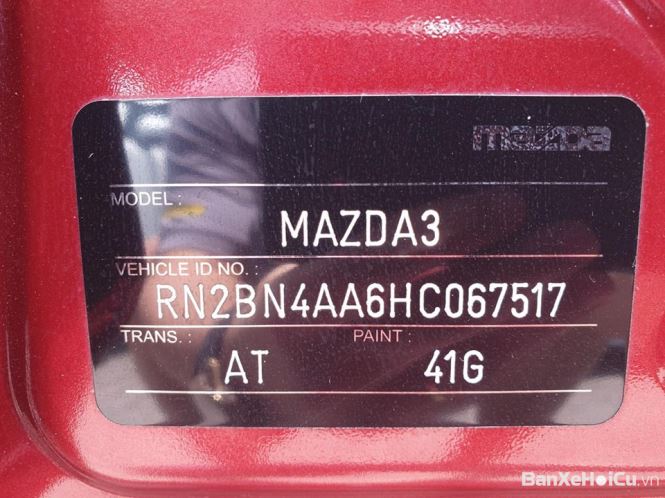 mazda
MODEL :
MAZDA3
VEHICLE ID NO. :
RN2BN4AA6HC067517
TRANS. : PAINT :
AT 41G
BanXeHoiCu.vn